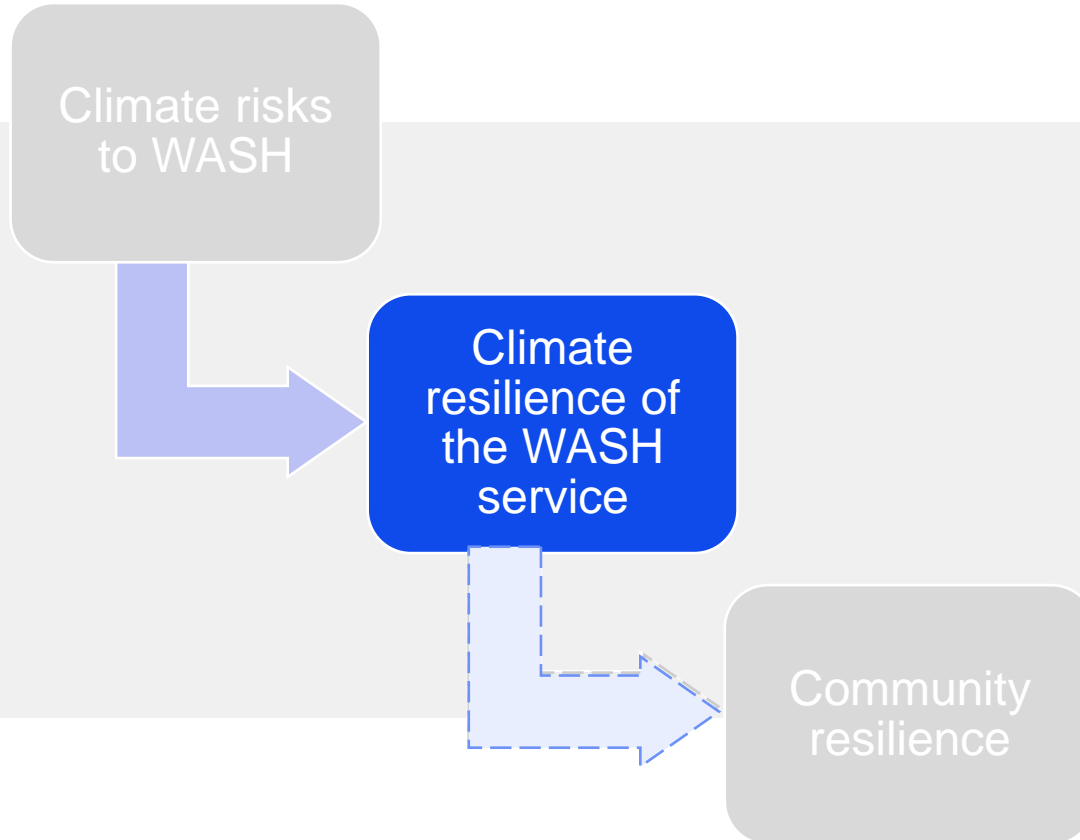 Climate risks
to WASH
Climate
resilience of
the WASH
service
Community
resilience